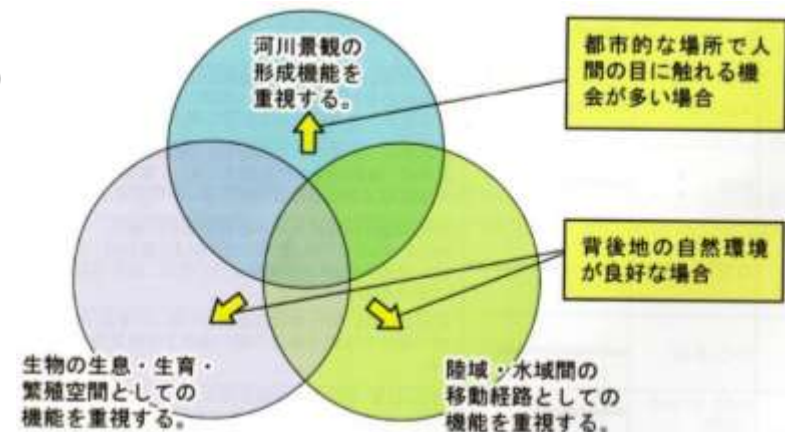 河川景観の
形成機能を
重視する。
都市的な場所で人
間の目に触れる機
会が多い場合
背後地の自然環境
が良好な場合
生物の生息・生育・
繁殖空間としての
機能を重視する。
陸域・水域間の
移動経路としての
機能を重視する。